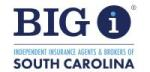 BIG i®
INDEPENDENT INSURANCE AGENTS & BROKERS OF
SOUTH CAROLINA